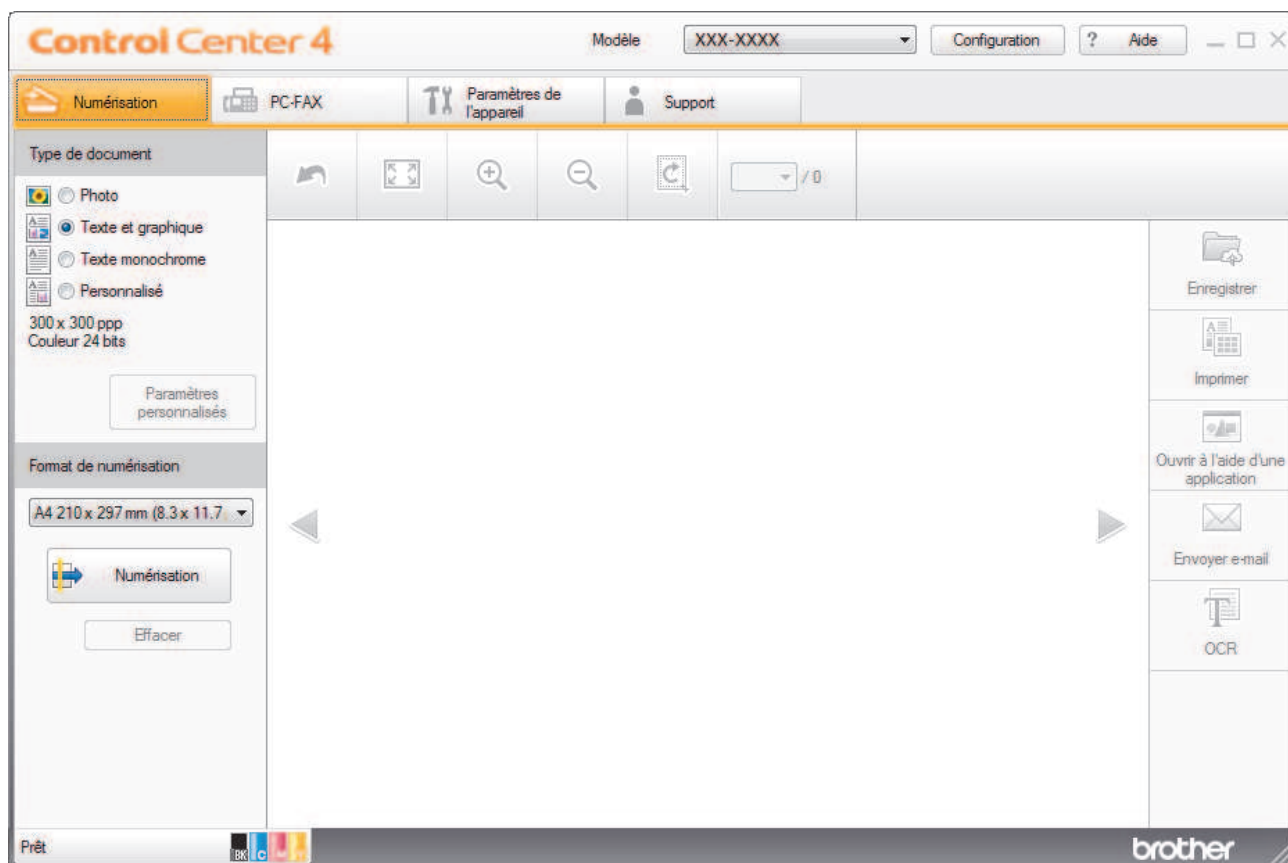 Control Center 4
Modèle
XXX-XXXX
Configuration
? Aide
Numérisation
PC-FAX
Paramètres de
l'appareil
Support
Type de document
Photo
Texte et graphique
Texte monochrome
Personnalisé
300 x 300 ppp
Couleur 24 bits
Paramètres
personnalisés
Format de numérisation
A4 210 x 297 mm (8.3 x 11.7
Numérisation
Effacer
/ 0
Enregistrer
Imprimer
Ouvrir à l'aide d'une
application
Envoyer e-mail
OCR
Prêt
BK C
brother